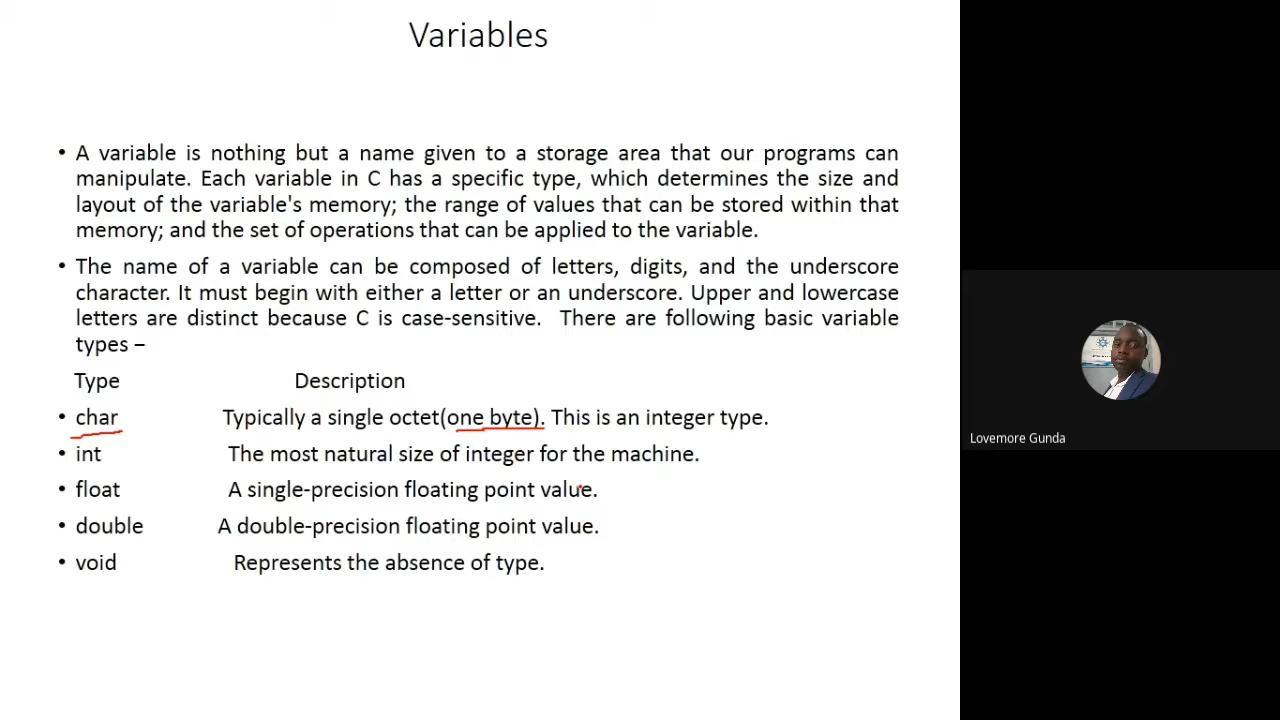 Variables
• A variable is nothing but a name given to a storage area that our programs can
manipulate. Each variable in C has a specific type, which determines the size and
layout of the variable's memory; the range of values that can be stored within that
memory; and the set of operations that can be applied to the variable.
• The name of a variable can be composed of letters, digits, and the underscore
character. It must begin with either a letter or an underscore. Upper and lowercase
letters are distinct because C is case-sensitive. There are following basic variable
types –
Type Description
• char Typically a single octet(one byte). This is an integer type.
• int The most natural size of integer for the machine.
• float A single-precision floating point value.
• double A double-precision floating point value.
• void Represents the absence of type.
Lovemore Gunda